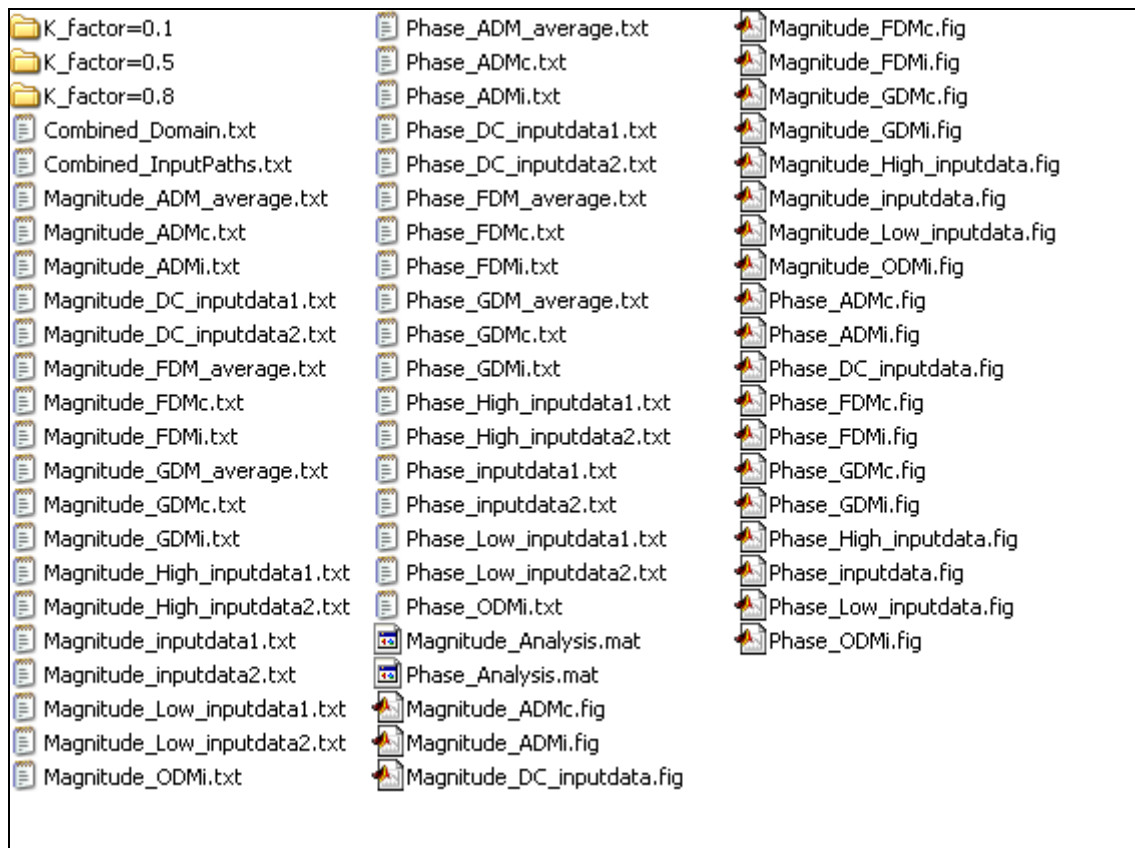 K_factor=0.1
K_factor=0.5
K_factor=0.8
Combined_Domain.txt
Combined_InputPaths.txt
Magnitude_ADM_average.txt
Magnitude_ADMc.txt
Magnitude_ADMi.txt
Magnitude_DC_inputdata1.txt
Magnitude_DC_inputdata2.txt
Magnitude_FDM_average.txt
Magnitude_FDMc.txt
Magnitude_FDMi.txt
Magnitude_GDM_average.txt
Magnitude_GDMc.txt
Magnitude_GDMi.txt
Magnitude_High_inputdata1.txt
Magnitude_High_inputdata2.txt
Magnitude_inputdata1.txt
Magnitude_inputdata2.txt
Magnitude_Low_inputdata1.txt
Magnitude_Low_inputdata2.txt
Magnitude_ODMi.txt
Phase_ADM_average.txt
Phase_ADMc.txt
Phase_ADMi.txt
Phase_DC_inputdata1.txt
Phase_DC_inputdata2.txt
Phase_FDM_average.txt
Phase_FDMc.txt
Phase_FDMi.txt
Phase_GDM_average.txt
Phase_GDMc.txt
Phase_GDMi.txt
Phase_High_inputdata1.txt
Phase_High_inputdata2.txt
Phase_inputdata1.txt
Phase_inputdata2.txt
Phase_Low_inputdata1.txt
Phase_Low_inputdata2.txt
Phase_ODMi.txt
Magnitude_Analysis.mat
Phase_Analysis.mat
Magnitude_ADMc.fig
Magnitude_ADMi.fig
Magnitude_DC_inputdata.fig
Magnitude_FDMc.fig
Magnitude_FDMi.fig
Magnitude_GDMc.fig
Magnitude_GDMi.fig
Magnitude_High_inputdata.fig
Magnitude_inputdata.fig
Magnitude_Low_inputdata.fig
Magnitude_ODMi.fig
Phase_ADMc.fig
Phase_ADMi.fig
Phase_DC_inputdata.fig
Phase_FDMc.fig
Phase_FDMi.fig
Phase_GDMc.fig
Phase_GDMi.fig
Phase_High_inputdata.fig
Phase_inputdata.fig
Phase_Low_inputdata.fig
Phase_ODMi.fig